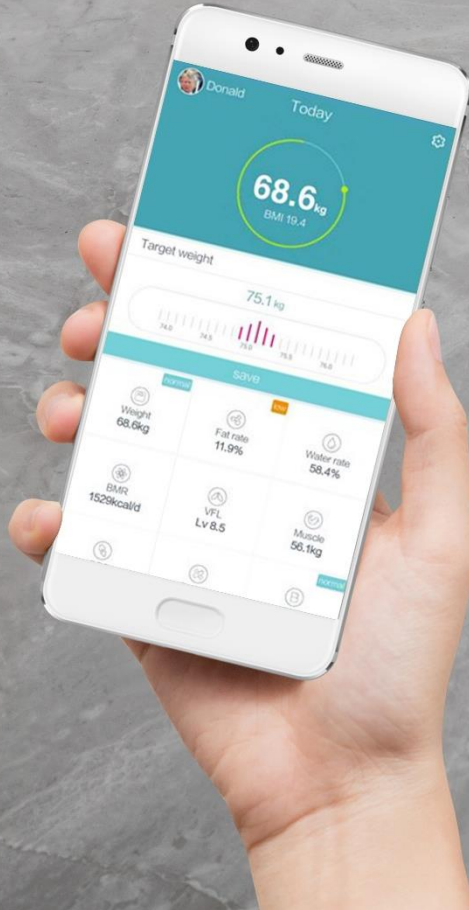 Donald
Today
68.6kg
BMI 19.4
Target weight
75.1 kg
74.0 74.5 75.0 75.5 76.0
save
normal
Weight
68.6kg
low
Fat rate
11.9%
Water rate
58.4%
BMR
1529kcal/d
VFL
Lv 8.5
Muscle
56.1kg
normal